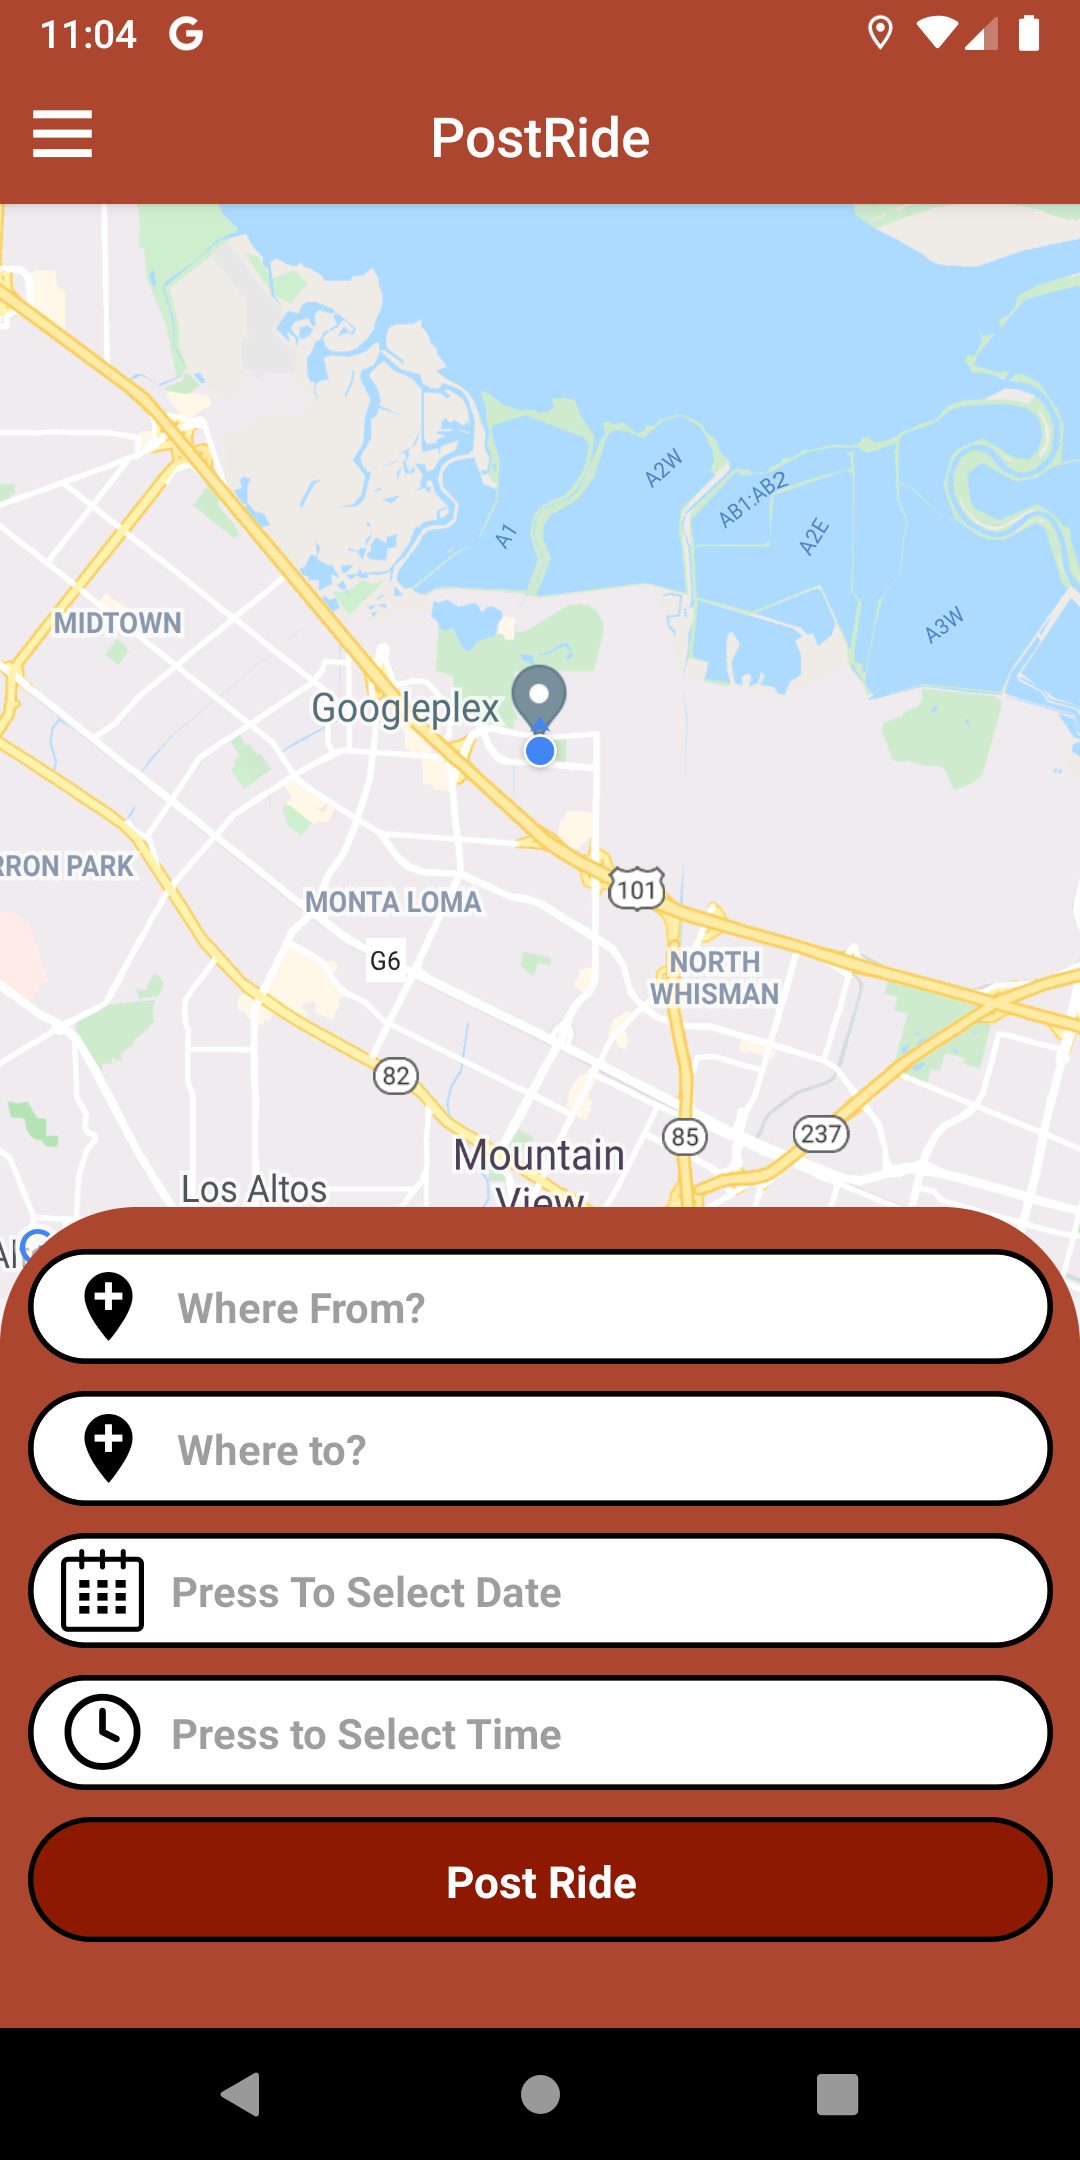 11:04 G
PostRide
A2W
AB1:AB2
A1
A2E
A3W
MIDTOWN
Googleplex
RRON PARK
101
MONTA LOMA
G6
NORTH
WHISMAN
82
85
237
Mountain
View
Los Altos
Where From?
Where to?
Press To Select Date
Press to Select Time
Post Ride